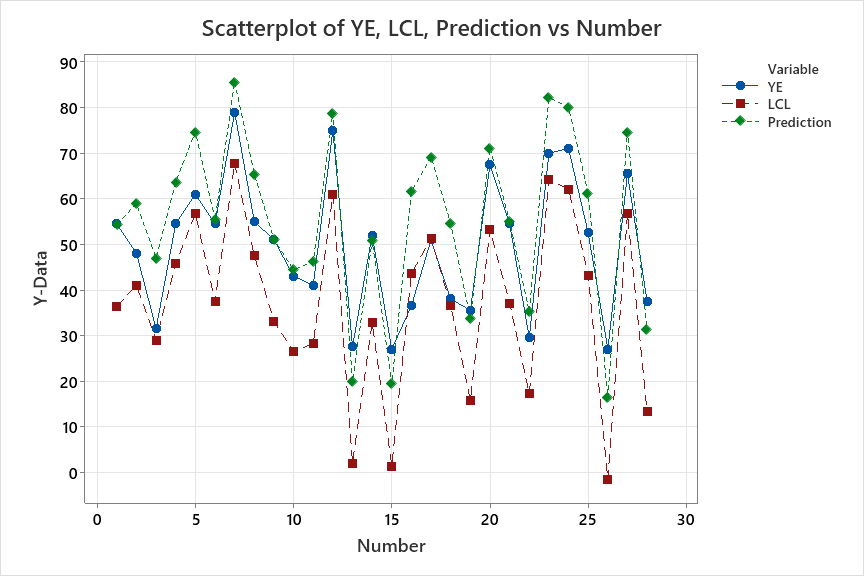 Scatterplot of YE, LCL, Prediction vs Number
90
80
70
60
50
40
30
20
10
0
Y-Data
0 5 10 15 20 25 30
Number
Variable
YE
LCL
Prediction